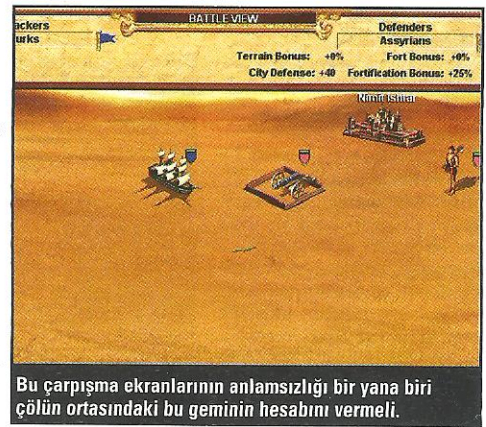 BATTLE VIEW
ackers
urks
Defenders
Assyrians
Terrain Bonus: +0% Fort Bonus: +0%
City Defense: +40 Fortification Bonus: +25%
Bu çarpışma ekranlarının anlamsızlığı bir yana biri
çölün ortasındaki bu geminin hesabını vermeli.